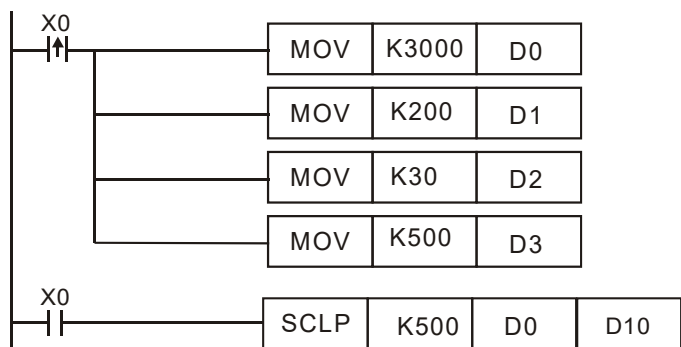 X0
MOV K3000 D0
MOV K200 D1
MOV K30 D2
MOV K500 D3
X0
SCLP K500 D0 D10